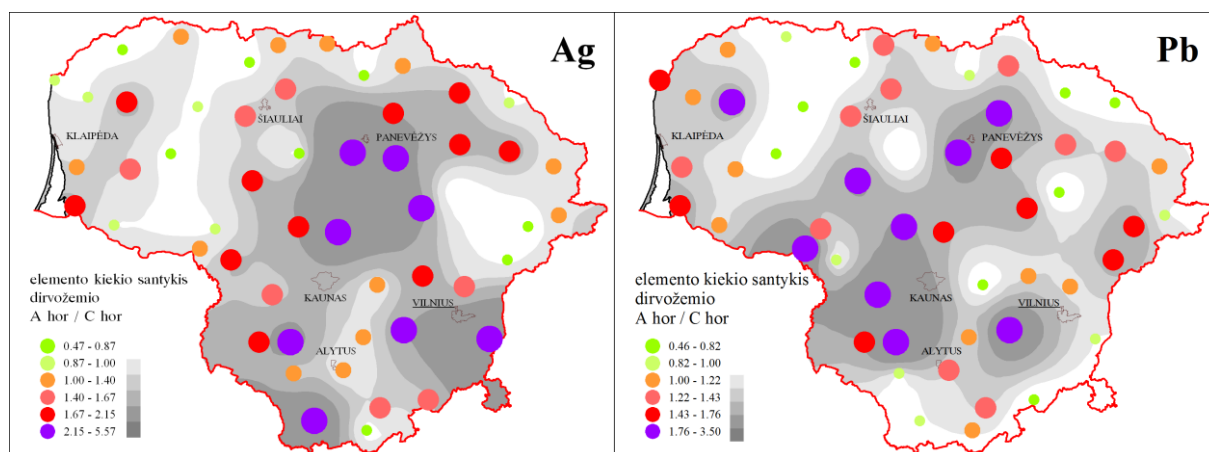 Ag
ŠIAULIAI
PANEVĖŽYS
KLAIPĖDA
KAUNAS
VILNIUS
ALYTUS
elemento kiekio santykis
dirvožemio
A hor / C hor
0.47 - 0.87
0.87 - 1.00
1.00 - 1.40
1.40 - 1.67
1.67 - 2.15
2.15 - 5.57
Pb
ŠIAULIAI
PANEVĖŽYS
KLAIPĖDA
KAUNAS
VILNIUS
ALYTUS
elemento kiekio santykis
dirvožemio
A hor / C hor
0.46 - 0.82
0.82 - 1.00
1.00 - 1.22
1.22 - 1.43
1.43 - 1.76
1.76 - 3.50